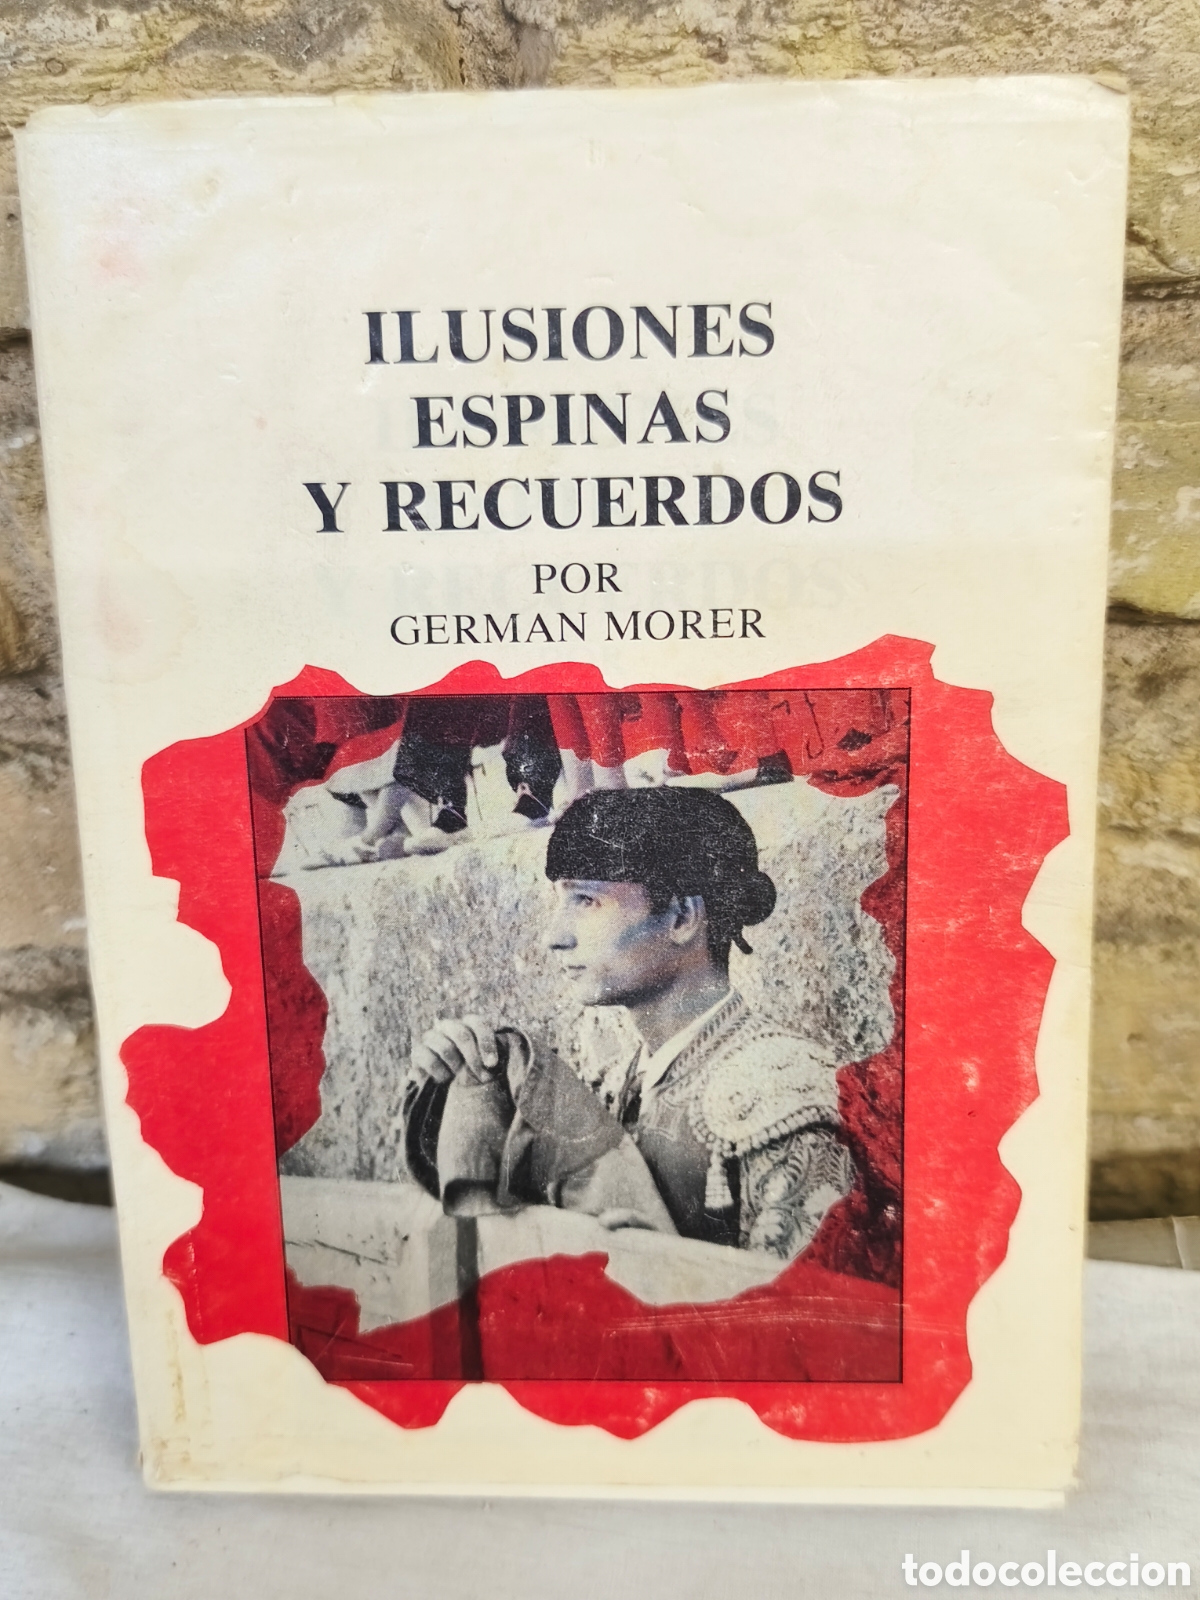 ILUSIONES
ESPINAS
Y RECUERDOS
POR
GERMAN MORER
todocoleccion